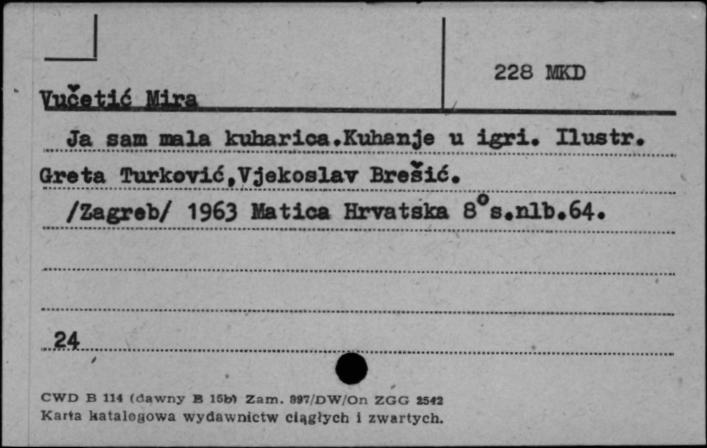 228 MKD
Vučetić Mira
Ja sam mala kuharica.Kuhanje u igri. Ilustr.
Greta Turković,Vjekoslav Brešić.
/Zagreb/ 1963 Matica Hrvatska 8°s.nlb.64.
24
CWD B 114 (dawny B 15b) Zam. 897/DW/On ZGG 2542
Karta katalogowa wydawnictw ciągłych i zwartych.